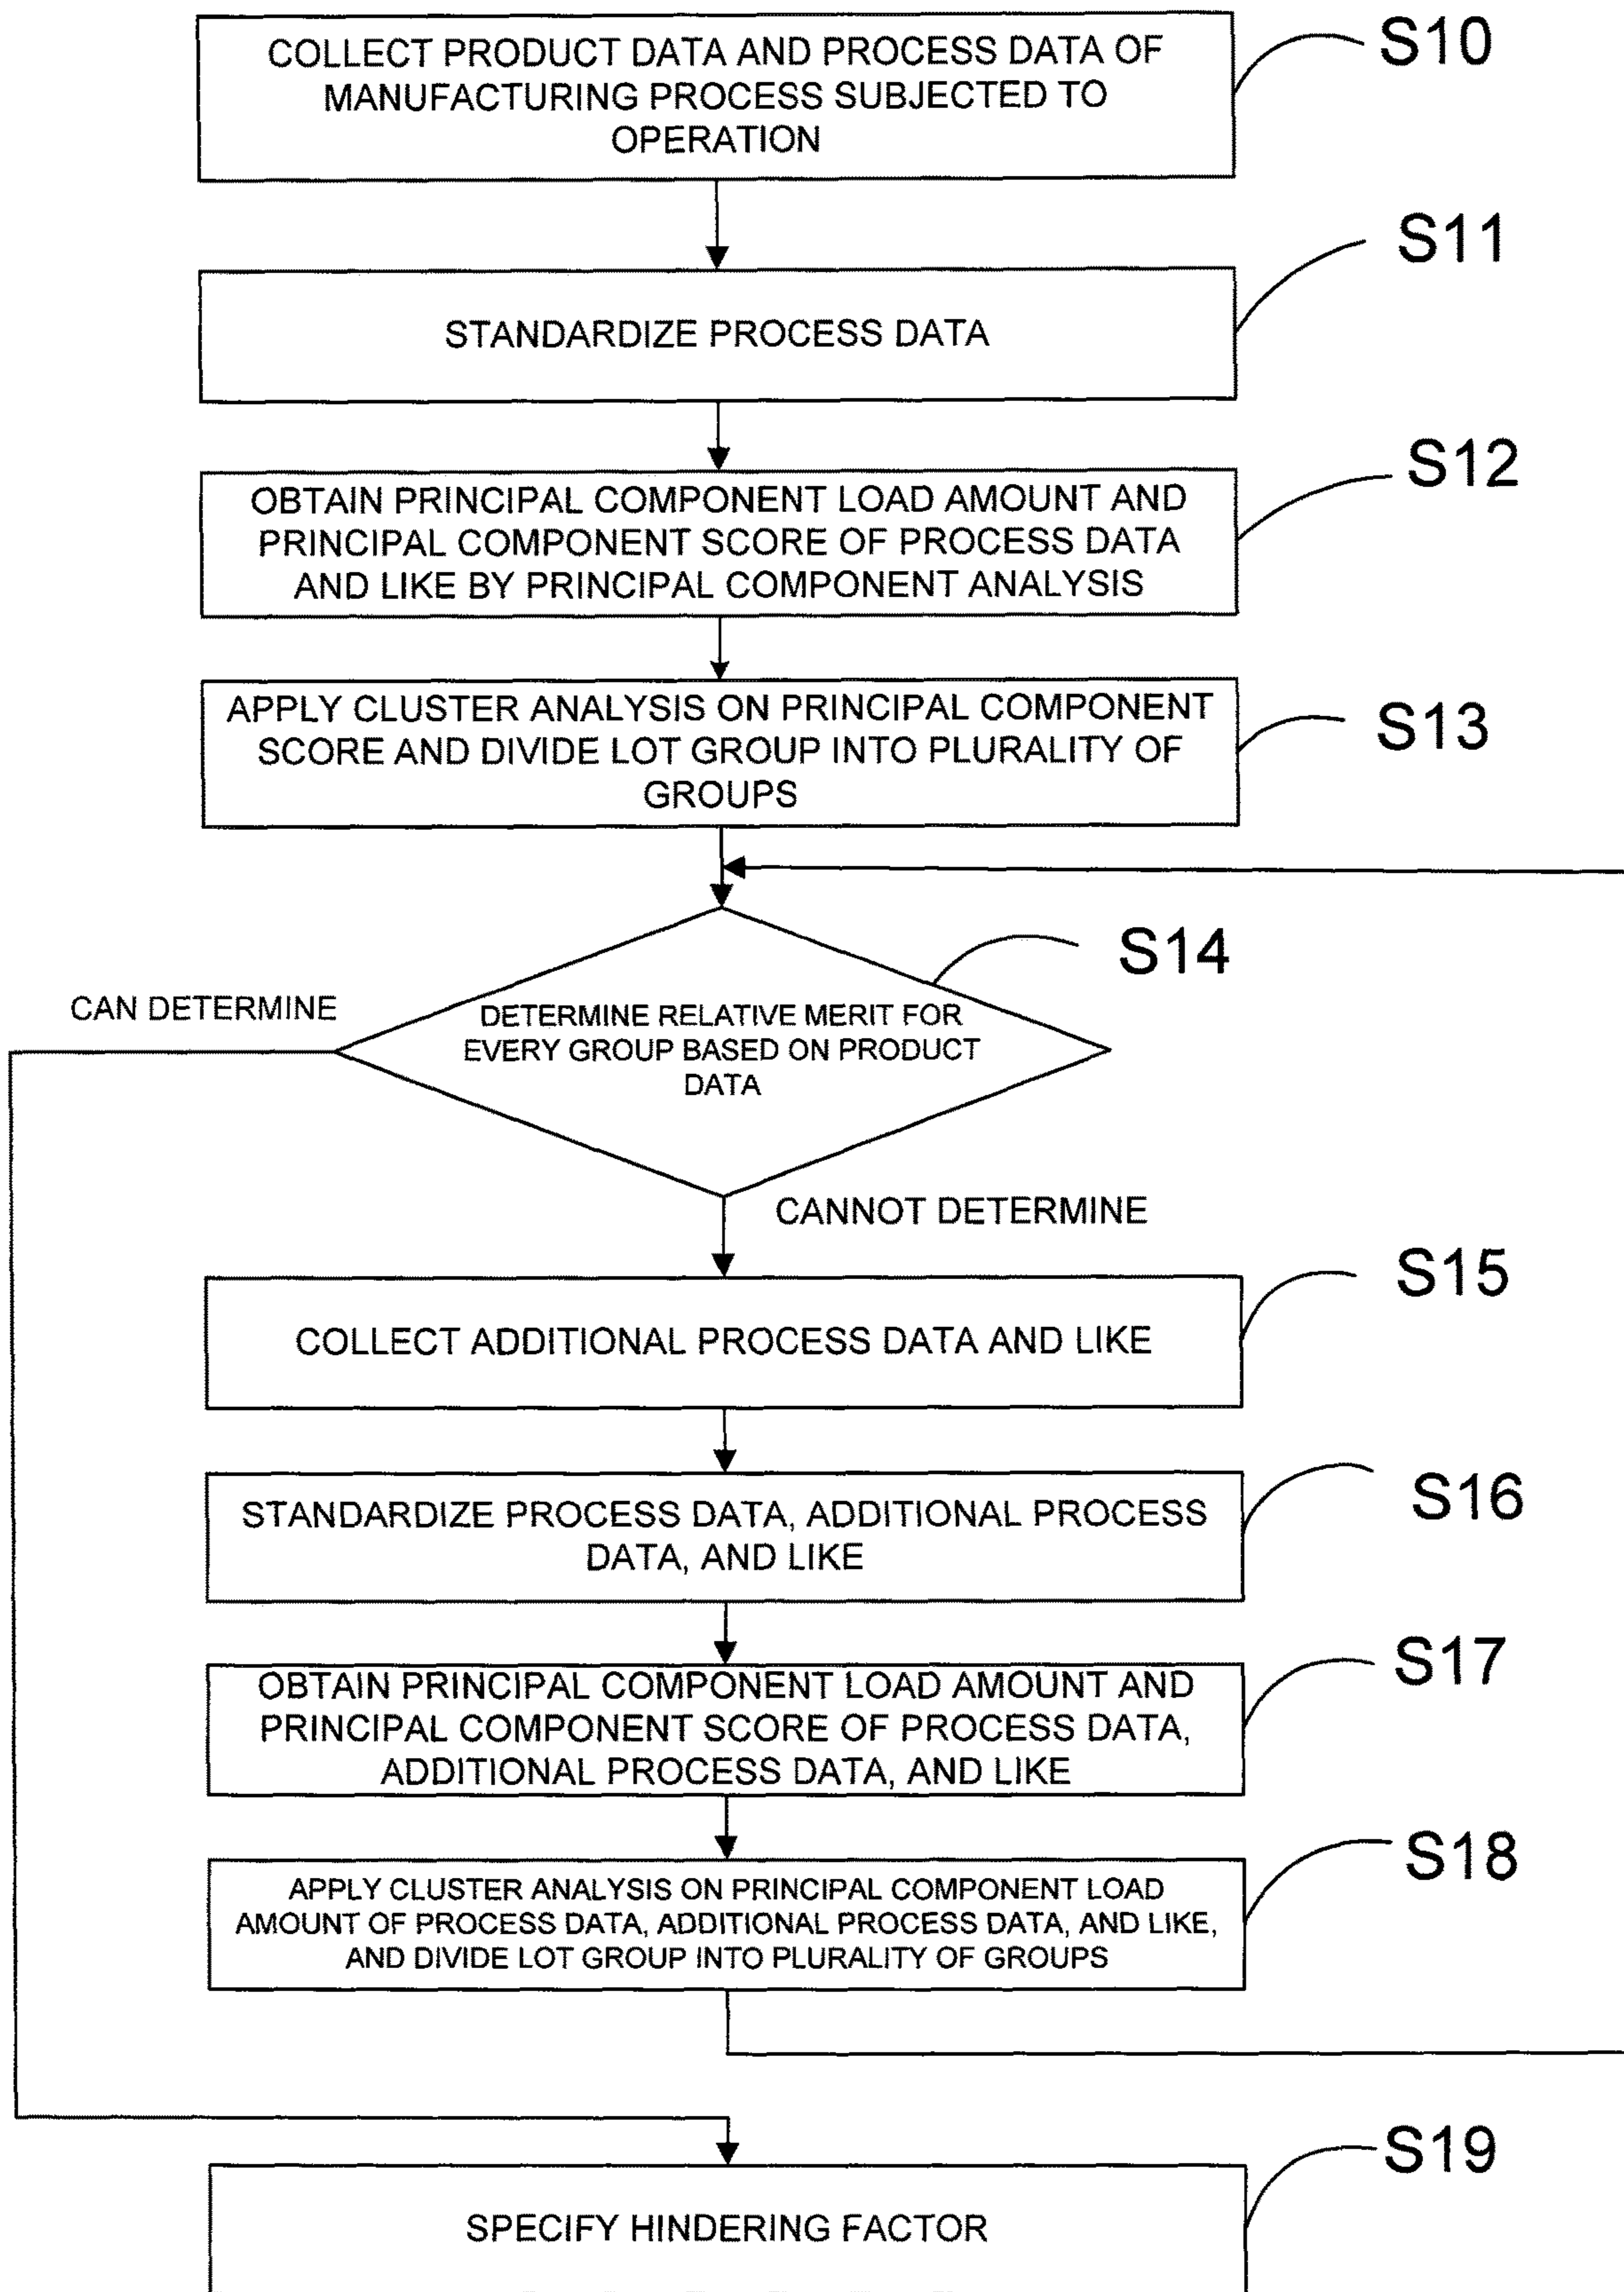 COLLECT PRODUCT DATA AND PROCESS DATA OF
MANUFACTURING PROCESS SUBJECTED TO
OPERATION
S10
STANDARDIZE PROCESS DATA
S11
OBTAIN PRINCIPAL COMPONENT LOAD AMOUNT AND
PRINCIPAL COMPONENT SCORE OF PROCESS DATA
AND LIKE BY PRINCIPAL COMPONENT ANALYSIS
S12
APPLY CLUSTER ANALYSIS ON PRINCIPAL COMPONENT
SCORE AND DIVIDE LOT GROUP INTO PLURALITY OF
GROUPS
S13
S14
CAN DETERMINE
DETERMINE RELATIVE MERIT FOR
EVERY GROUP BASED ON PRODUCT
DATA
CANNOT DETERMINE
COLLECT ADDITIONAL PROCESS DATA AND LIKE
S15
STANDARDIZE PROCESS DATA, ADDITIONAL PROCESS
DATA, AND LIKE
S16
OBTAIN PRINCIPAL COMPONENT LOAD AMOUNT AND
PRINCIPAL COMPONENT SCORE OF PROCESS DATA,
ADDITIONAL PROCESS DATA, AND LIKE
S17
APPLY CLUSTER ANALYSIS ON PRINCIPAL COMPONENT LOAD
AMOUNT OF PROCESS DATA, ADDITIONAL PROCESS DATA, AND LIKE,
AND DIVIDE LOT GROUP INTO PLURALITY OF GROUPS
S18
SPECIFY HINDERING FACTOR
S19